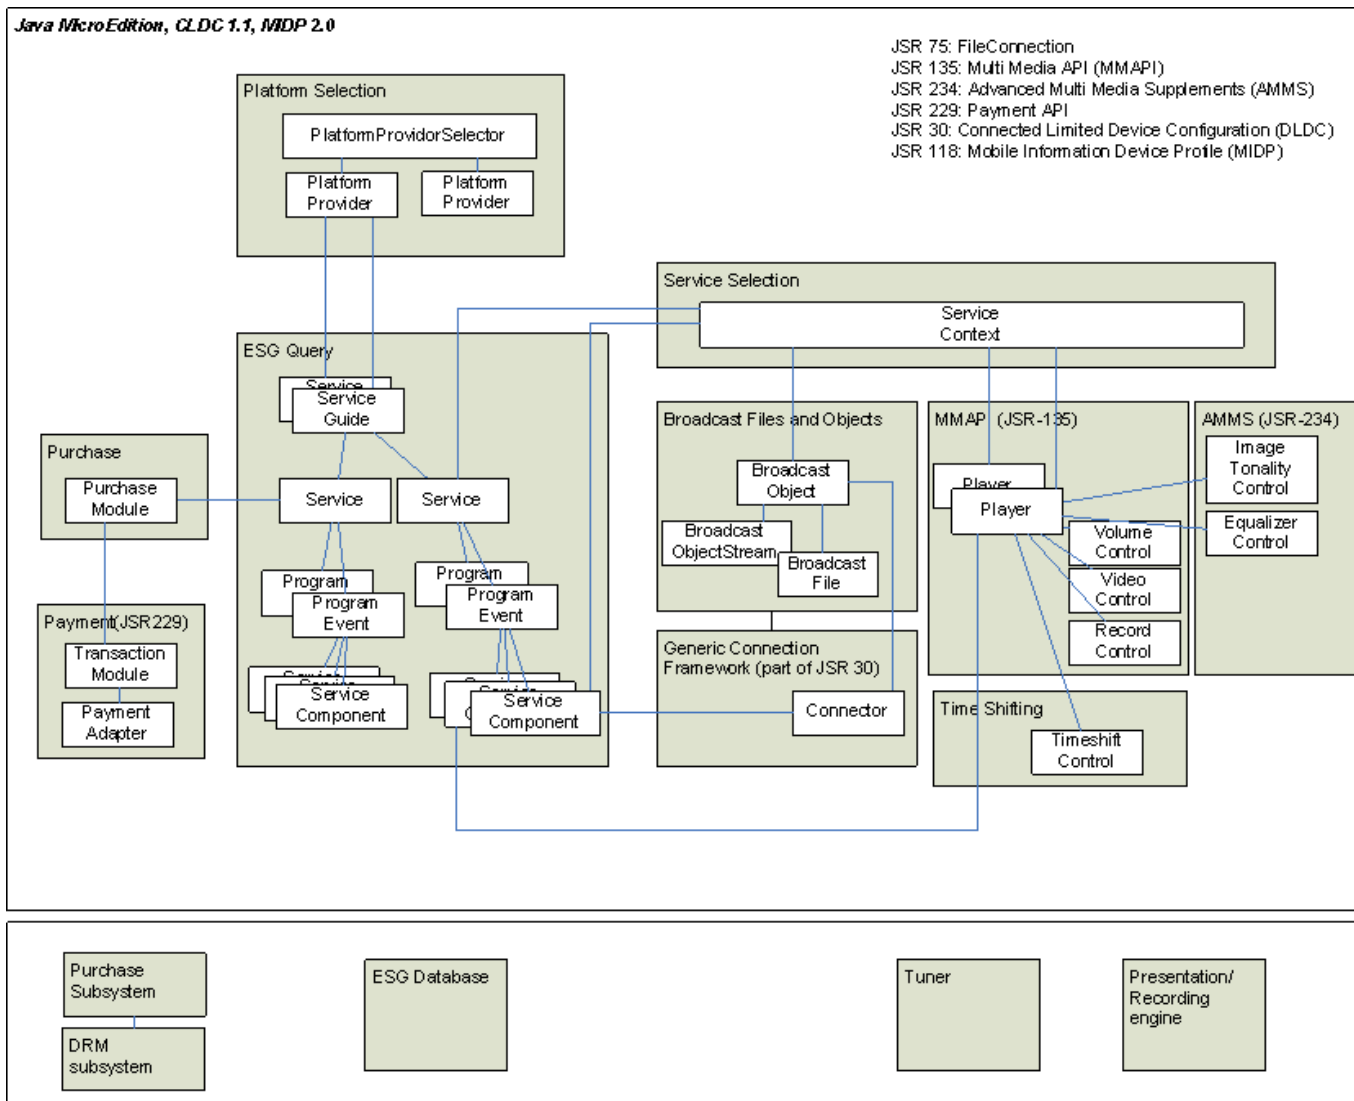 Java MicroEdition, CLDC 1.1, MIDP 2.0
JSR 75: FileConnection
JSR 135: Multi Media API (MMAPI)
JSR 234: Advanced Multi Media Supplements (AMMS)
JSR 229: Payment API
JSR 30: Connected Limited Device Configuration (DLDC)
JSR 118: Mobile Information Device Profile (MIDP)
Platform Selection
PlatformProvidorSelector
Platform
Provider
Platform
Provider
Service Selection
Service
Context
ESG Query
Service
Service
Guide
Service
Service
Program
Program
Event
Program
Program
Event
Service
Service
Service
Component
Service
Service
Service
Component
Purchase
Purchase
Module
Payment(JSR229)
Transaction
Module
Payment
Adapter
Broadcast Files and Objects
Broadcast
Object
Broadcast
ObjectStream
Broadcast
File
Generic Connection
Framework (part of JSR 30)
Connector
MMAP (JSR-135)
Player
Player
Volume
Control
Video
Control
Record
Control
AMMS (JSR-234)
Image
Tonality
Control
Equalizer
Control
Time Shifting
Timeshift
Control
Purchase
Subsystem
DRM
subsystem
ESG Database
Tuner
Presentation/
Recording
engine